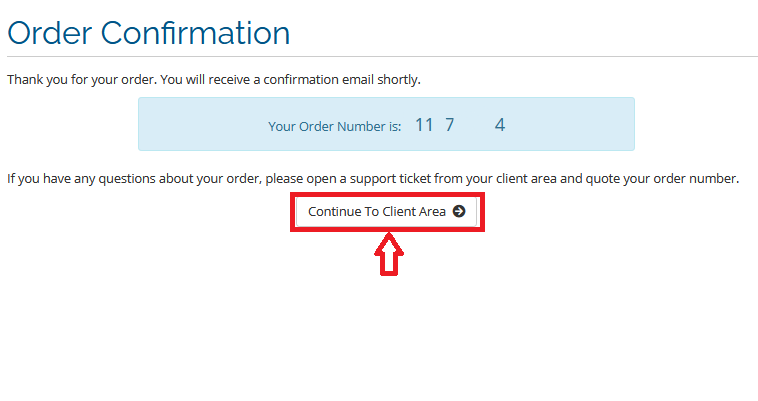 Order Confirmation
Thank you for your order. You will receive a confirmation email shortly.
Your Order Number is: 11 7 4
If you have any questions about your order, please open a support ticket from your client area and quote your order number.
Continue To Client Area